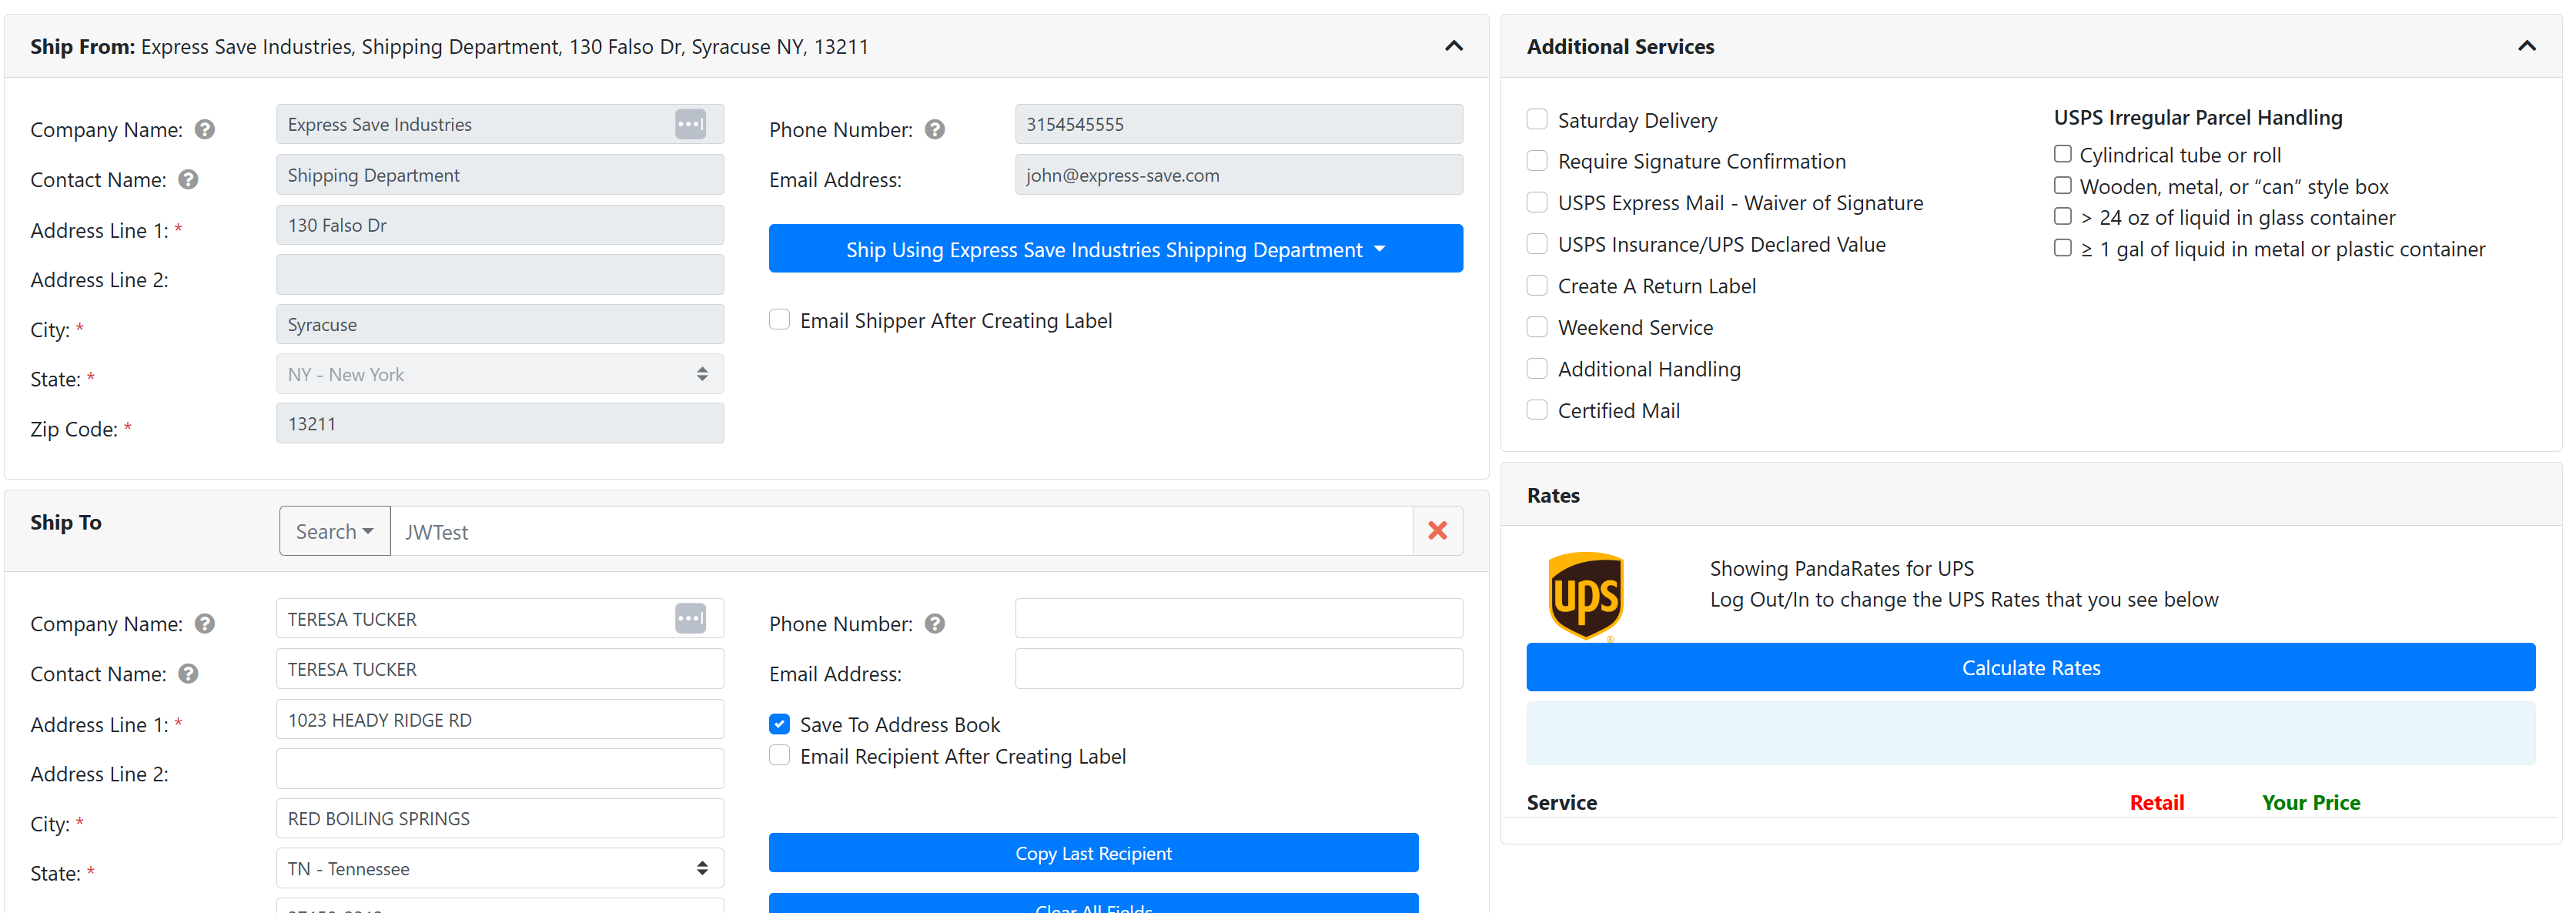 Ship From: Express Save Industries, Shipping Department, 130 Falso Dr, Syracuse NY, 13211
Company Name: Express Save Industries
Contact Name: Shipping Department
Address Line 1: * 130 Falso Dr
Address Line 2:
City: * Syracuse
State: * NY - New York
Zip Code: * 13211
Phone Number: 3154545555
Email Address: john@express-save.com
Ship Using Express Save Industries Shipping Department
Email Shipper After Creating Label
Ship To Search JWTest
Company Name: TERESA TUCKER
Contact Name: TERESA TUCKER
Address Line 1: * 1023 HEADY RIDGE RD
Address Line 2:
City: * RED BOILING SPRINGS
State: * TN - Tennessee
Phone Number:
Email Address:
Save To Address Book
Email Recipient After Creating Label
Copy Last Recipient
Clear All Fields
Additional Services
Saturday Delivery
Require Signature Confirmation
USPS Express Mail - Waiver of Signature
USPS Insurance/UPS Declared Value
Create A Return Label
Weekend Service
Additional Handling
Certified Mail
USPS Irregular Parcel Handling
Cylindrical tube or roll
Wooden, metal, or “can” style box
> 24 oz of liquid in glass container
≥ 1 gal of liquid in metal or plastic container
Rates
ups
Showing PandaRates for UPS
Log Out/In to change the UPS Rates that you see below
Calculate Rates
Service Retail Your Price